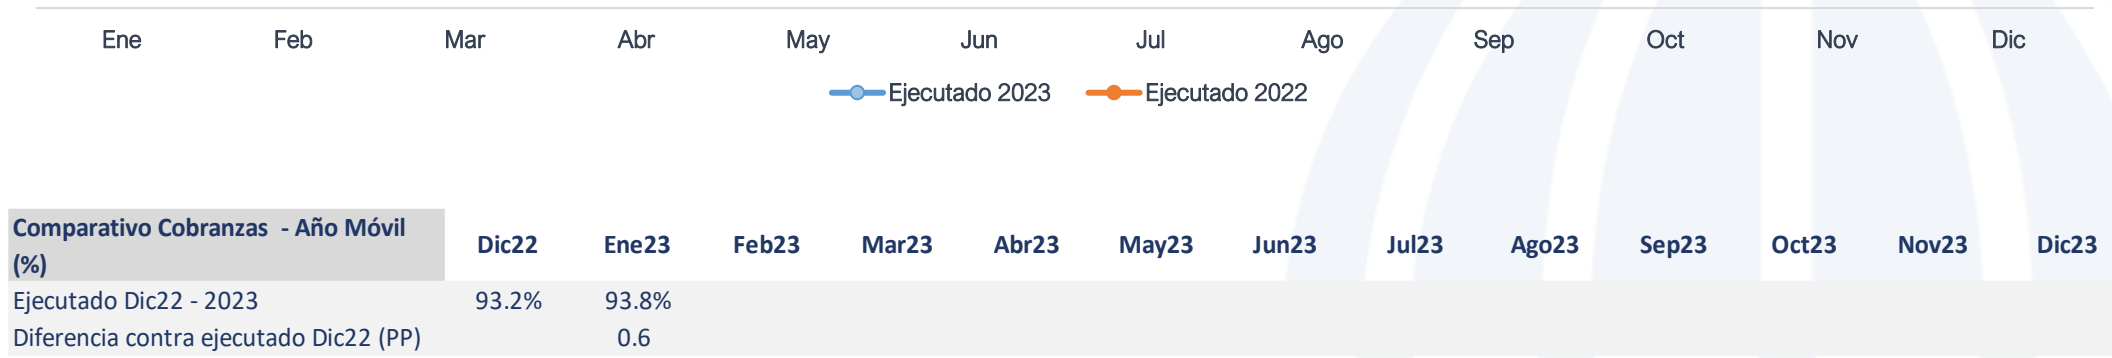 Ene Feb Mar Abr May Jun Jul Ago Sep Oct Nov Dic
Ejecutado 2023 Ejecutado 2022
Comparativo Cobranzas - Año Móvil
(%)
Dic22 Ene23 Feb23 Mar23 Abr23 May23 Jun23 Jul23 Ago23 Sep23 Oct23 Nov23 Dic23
Ejecutado Dic22 - 2023 93.2% 93.8%
Diferencia contra ejecutado Dic22 (PP) 0.6